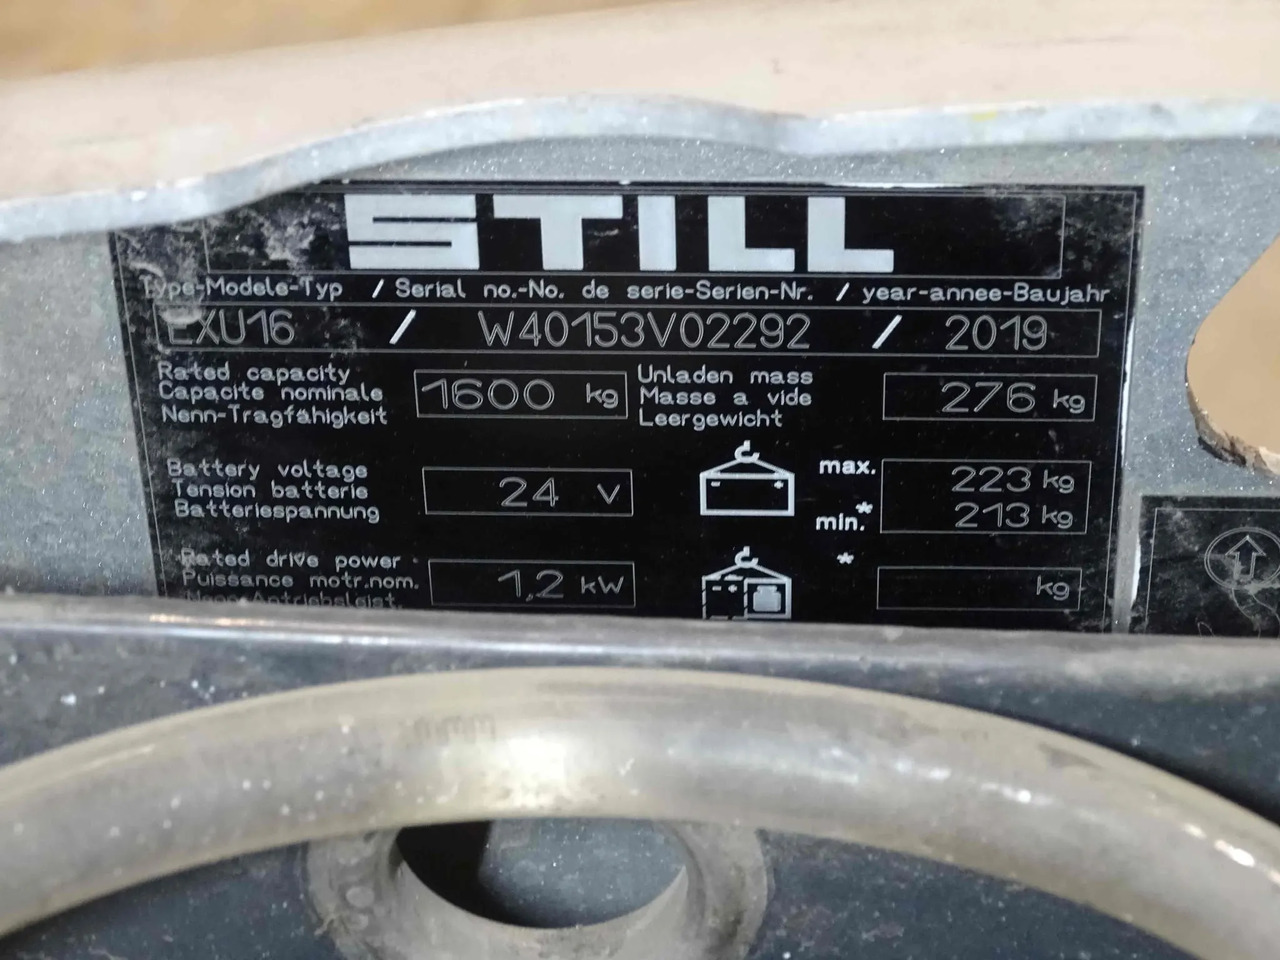 STILL
Type-Modele-Typ / Serial no.-No. de serie-Serien-Nr. / year-annee-Baujahr
EXU16 / W40153V02292 / 2019
Rated capacity
Capacite nominale
Nenn-Tragfähigkeit
1600 kg
Unladen mass
Masse a vide
Leergewicht
276 kg
Battery voltage
Tension batterie
Batteriespannung
24 V
- +
max. 223 kg
min.* 213 kg
Rated drive power
Puissance motr.nom.
Nenn-Antriebsleist.
1,2 kW
- +
* kg